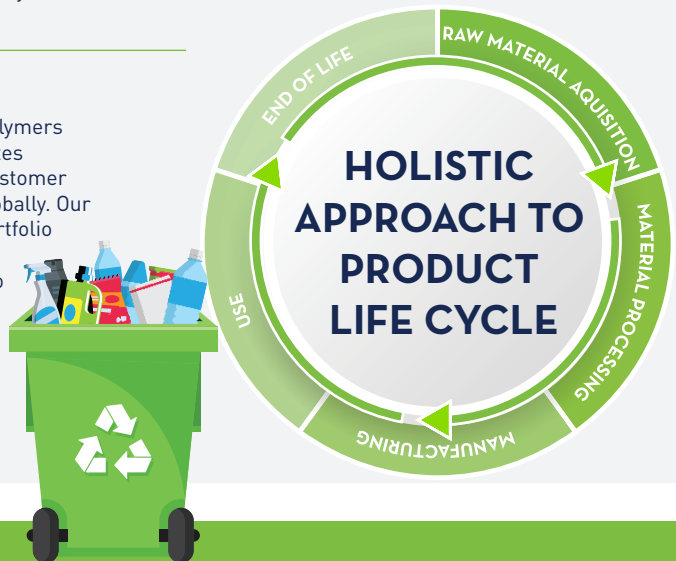 lymers
es
stomer
obally. Our
rtfolio
RAW MATERIAL AQUISITION
MATERIAL PROCESSING
MANUFACTURING
USE
END OF LIFE
HOLISTIC
APPROACH TO
PRODUCT
LIFE CYCLE